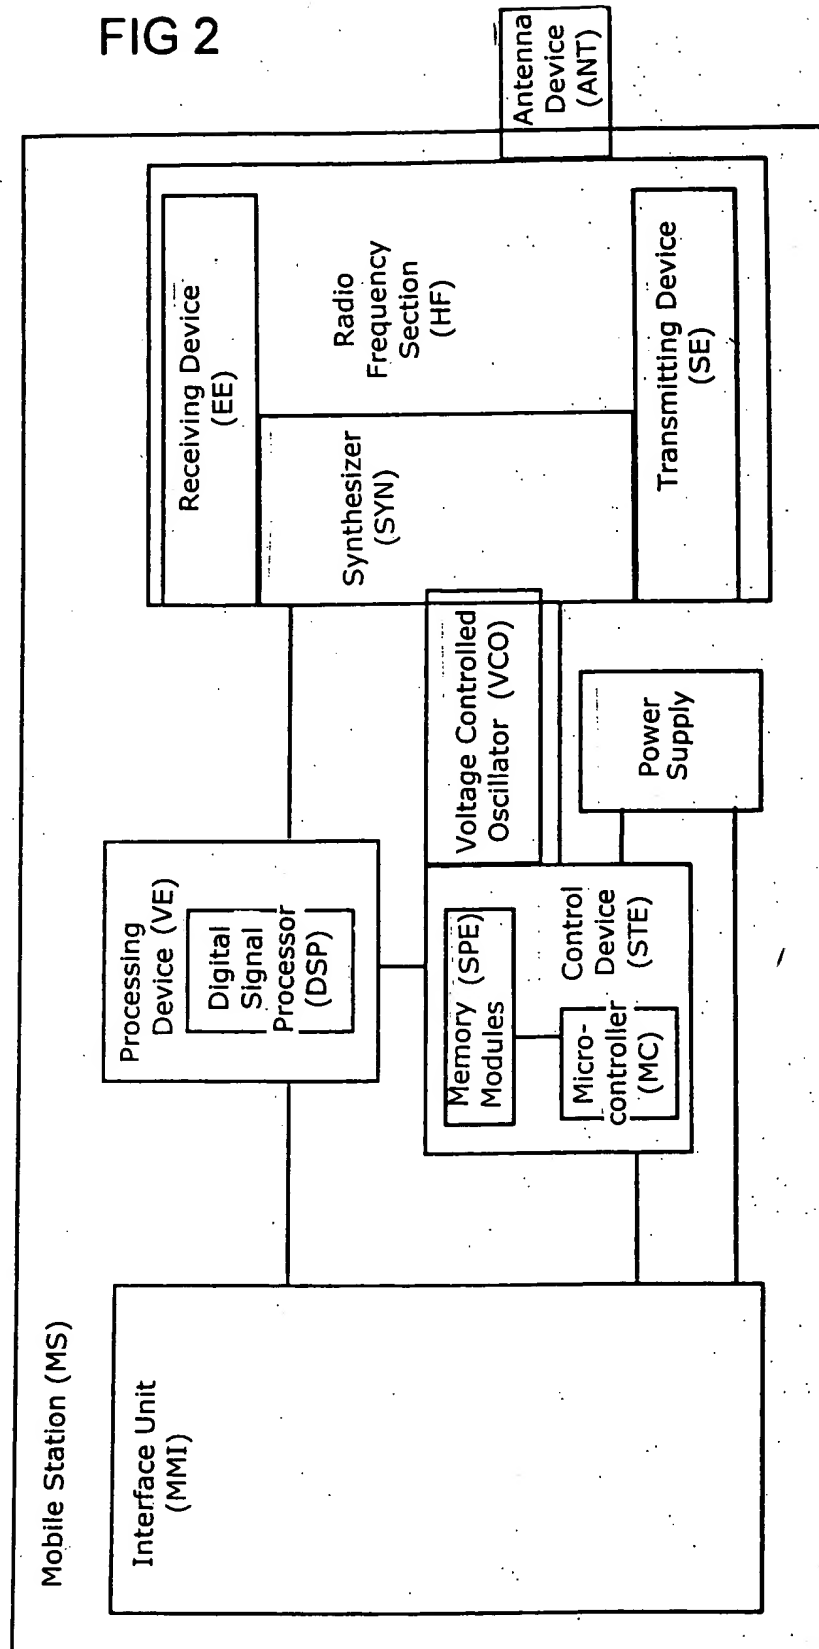 FIG 2
Mobile Station (MS)
Interface Unit
(MMI)
Processing
Device (VE)
Digital
Signal
Processor
(DSP)
Memory (SPE)
Modules
Micro-
controller
(MC)
Control
Device
(STE)
Voltage Controlled
Oscillator (VCO)
Power
Supply
Receiving Device
(EE)
Synthesizer
(SYN)
Radio
Frequency
Section
(HF)
Transmitting Device
(SE)
Antenna
Device
(ANT)